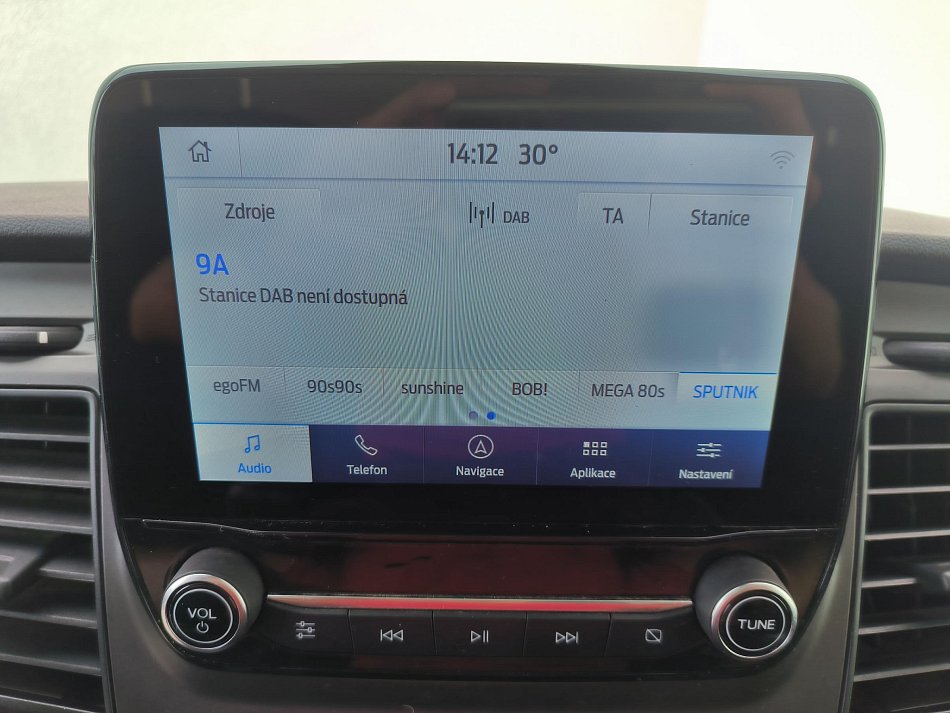 14:12 30°
Zdroje DAB TA Stanice
9A
Stanice DAB není dostupná
egoFM 90s90s sunshine BOB! MEGA 80s SPUTNIK
Audio Telefon Navigace Aplikace Nastavení
VOL TUNE